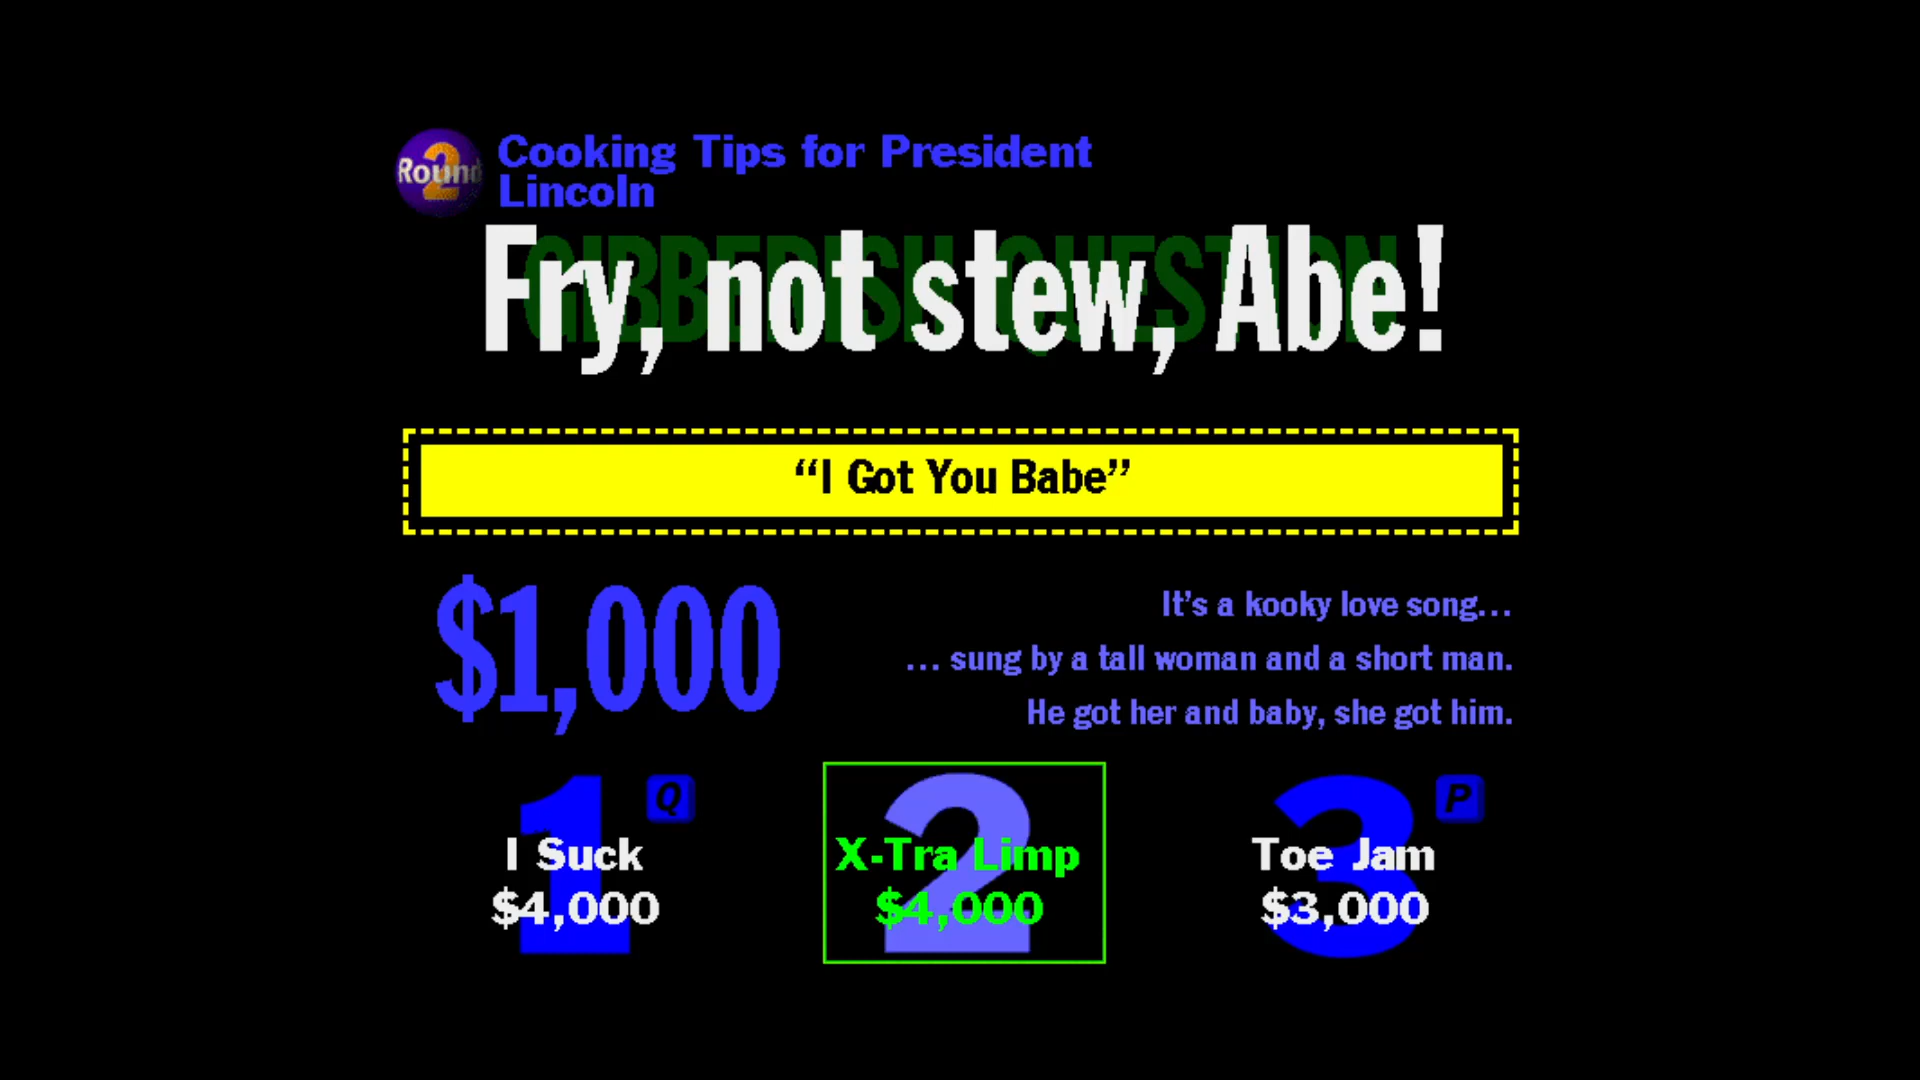 Round 2
Cooking Tips for President
Lincoln
GIBBERISH QUESTION
Fry, not stew, Abe!
“I Got You Babe”
$1,000
It’s a kooky love song…
… sung by a tall woman and a short man.
He got her and baby, she got him.
1 Q
I Suck
$4,000
2
X-Tra Limp
$4,000
3 P
Toe Jam
$3,000